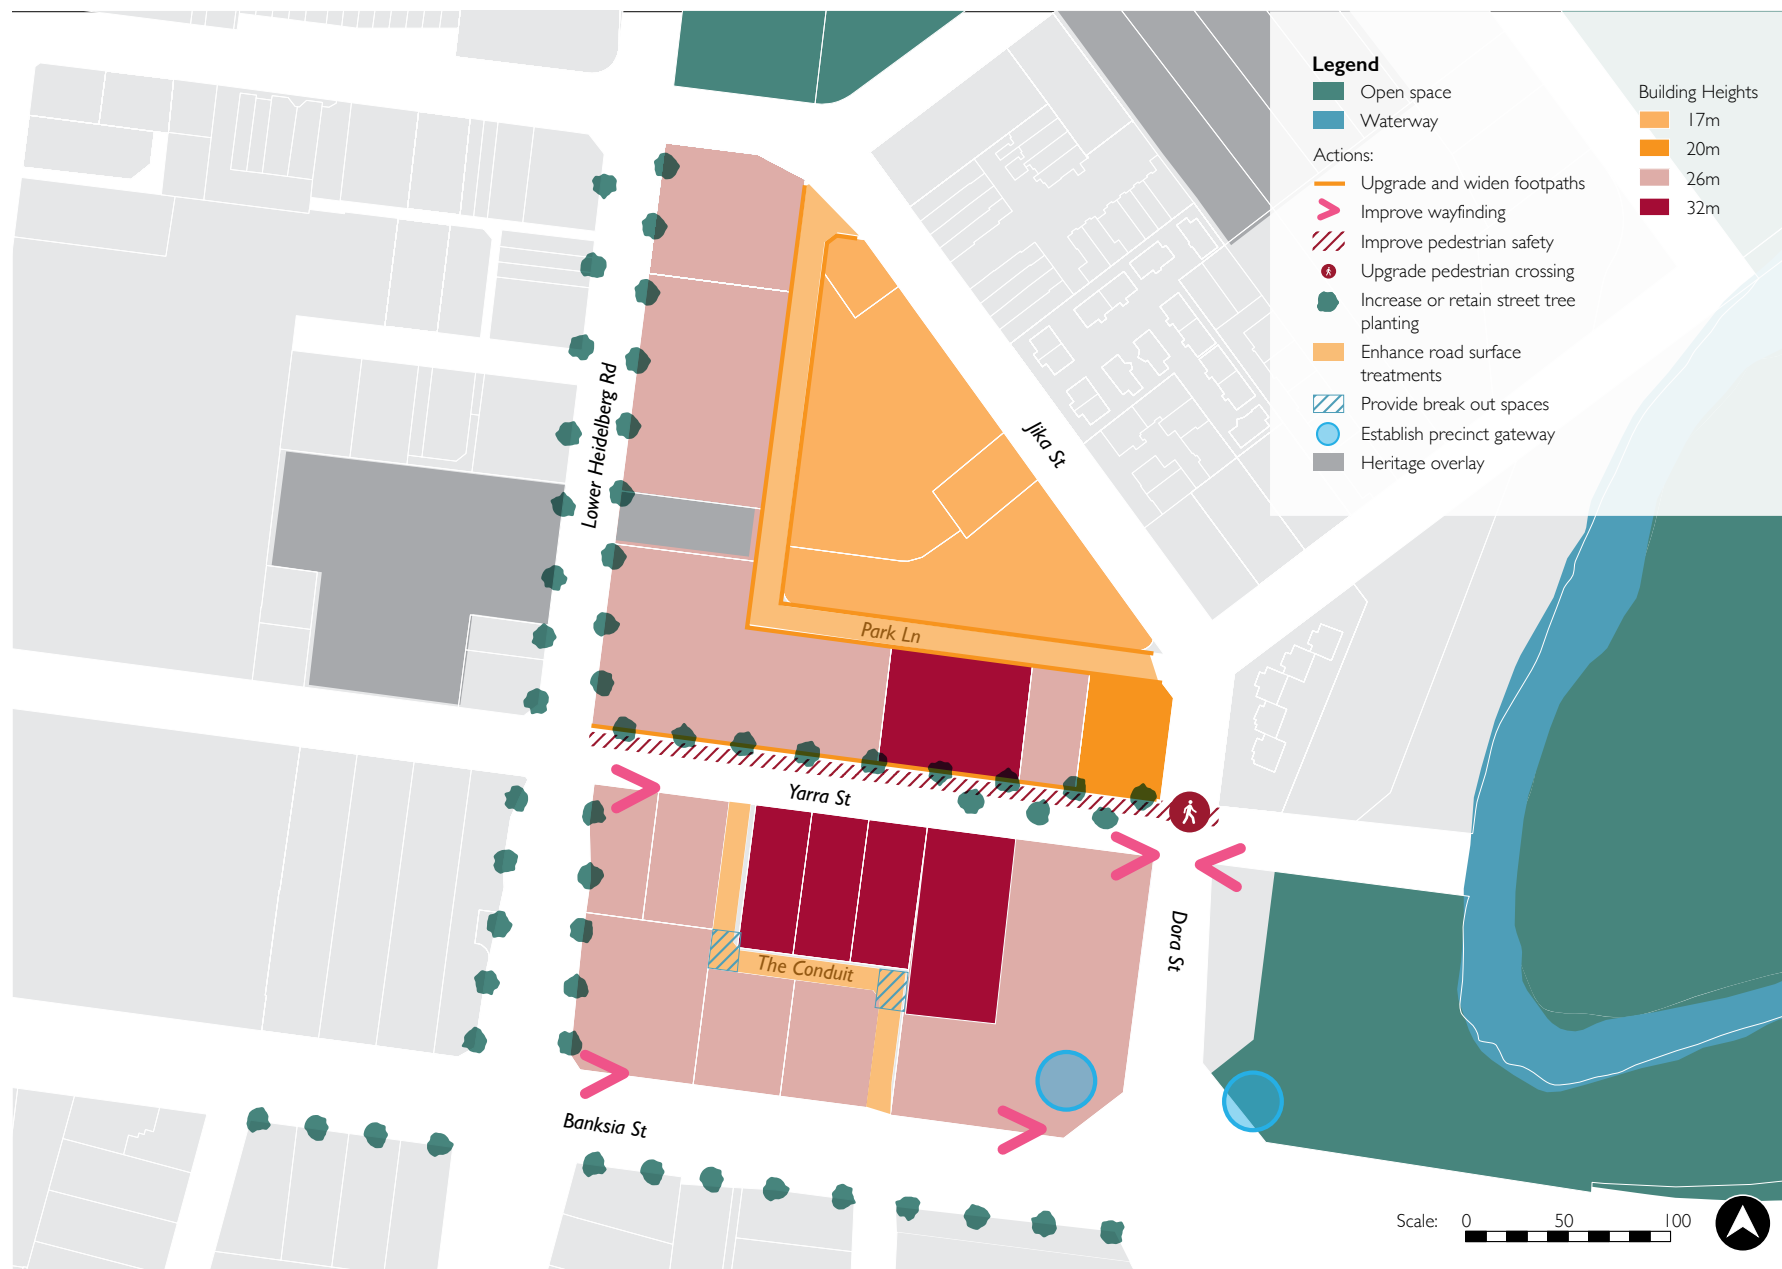 Legend
Open space
Waterway
Actions:
Upgrade and widen footpaths
Improve wayfinding
Improve pedestrian safety
Upgrade pedestrian crossing
Increase or retain street tree
planting
Enhance road surface
treatments
Provide break out spaces
Establish precinct gateway
Heritage overlay
Building Heights
17m
20m
26m
32m
Lower Heidelberg Rd
Jika St
Park Ln
Yarra St
The Conduit
Dora St
Banksia St
Scale: 0 50 100